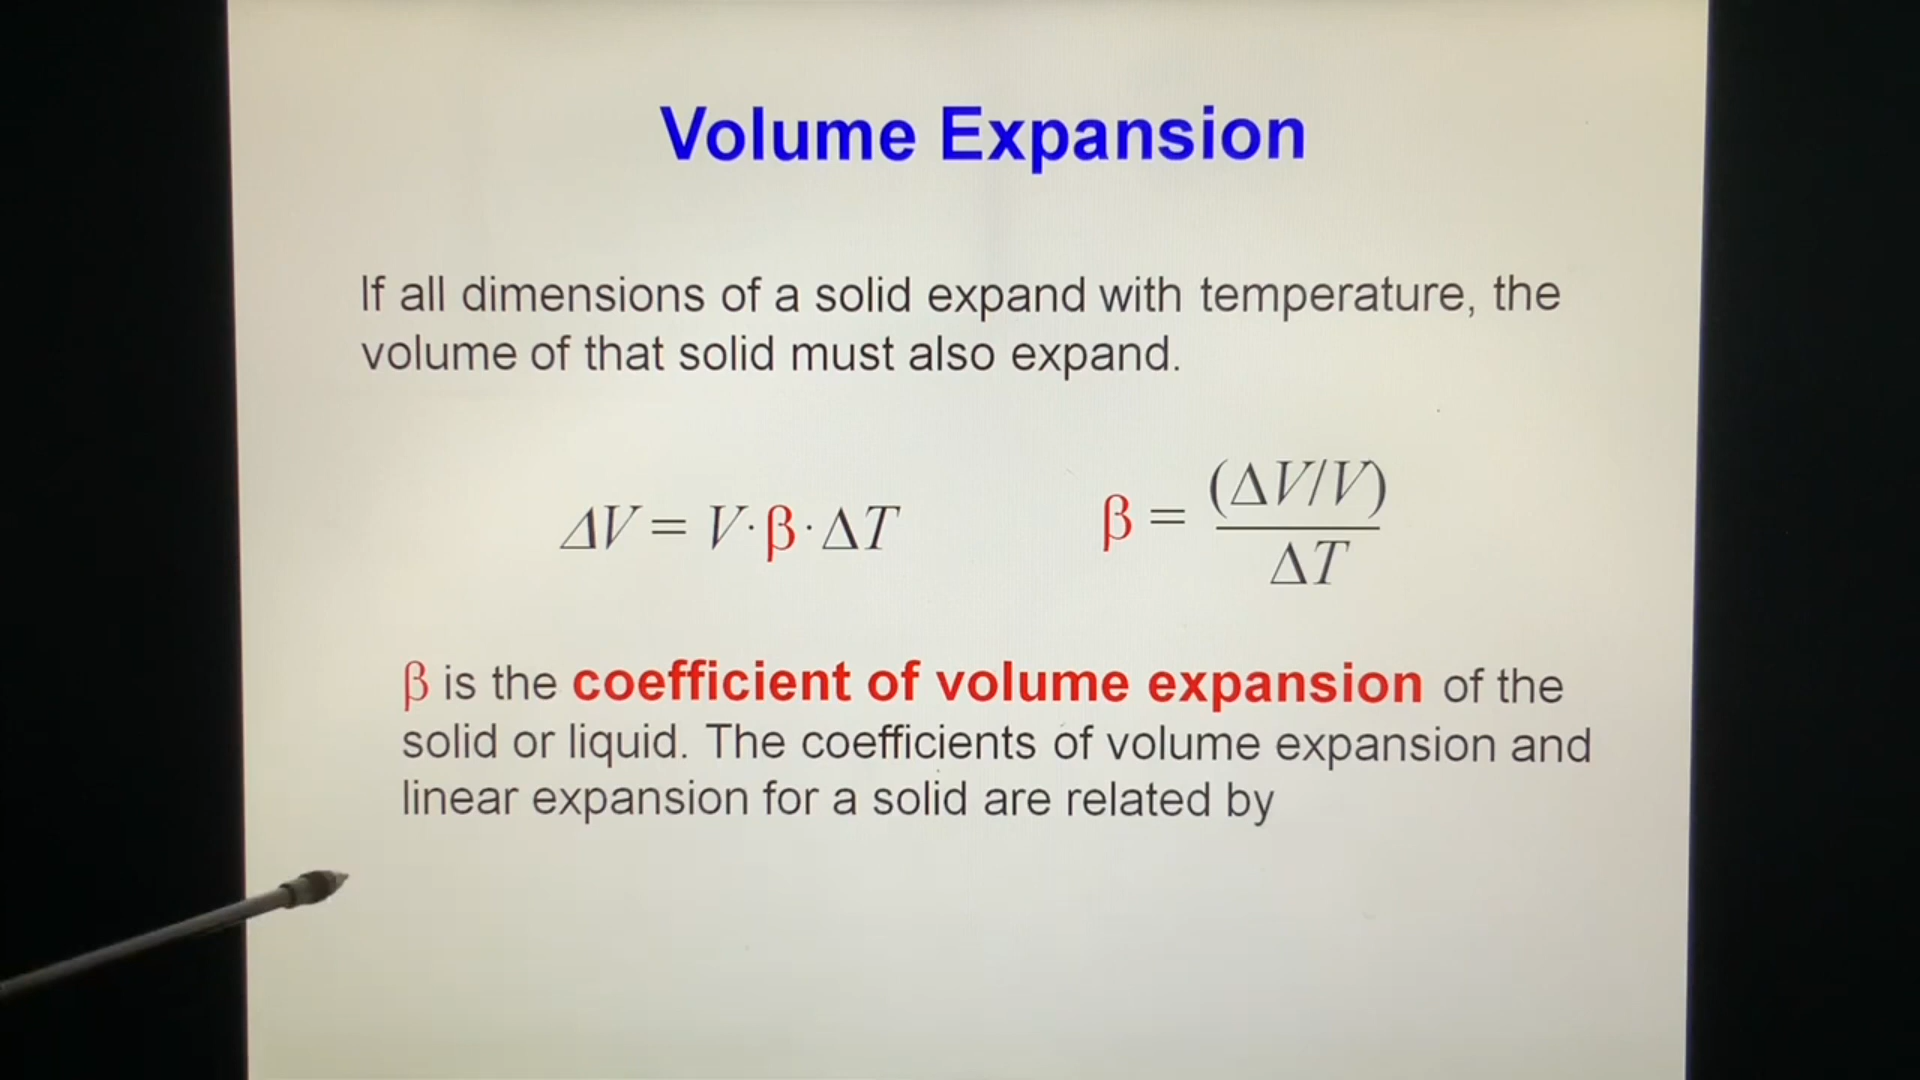 Volume Expansion
If all dimensions of a solid expand with temperature, the
volume of that solid must also expand.
ΔV = V·β·ΔT
β = (ΔV/V)
ΔT
β is the coefficient of volume expansion of the
solid or liquid. The coefficients of volume expansion and
linear expansion for a solid are related by